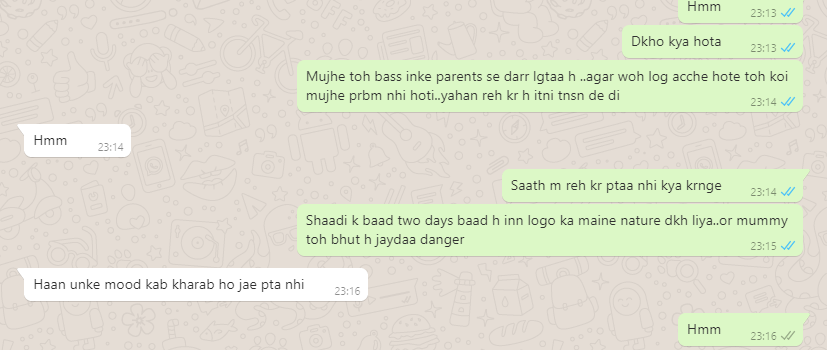 Hmm
23:13
Dkho kya hota
23:13
Mujhe toh bass inke parents se darr lgtaa h ..agar woh log acche hote toh koi
mujhe prbm nhi hoti..yahan reh kr h itni tnsn de di
23:14
Hmm
23:14
Saath m reh kr ptaa nhi kya krnge
23:14
Shaadi k baad two days baad h inn logo ka maine nature dkh liya..or mummy
toh bhut h jaydaa danger
23:15
Haan unke mood kab kharab ho jae pta nhi
23:16
Hmm
23:16